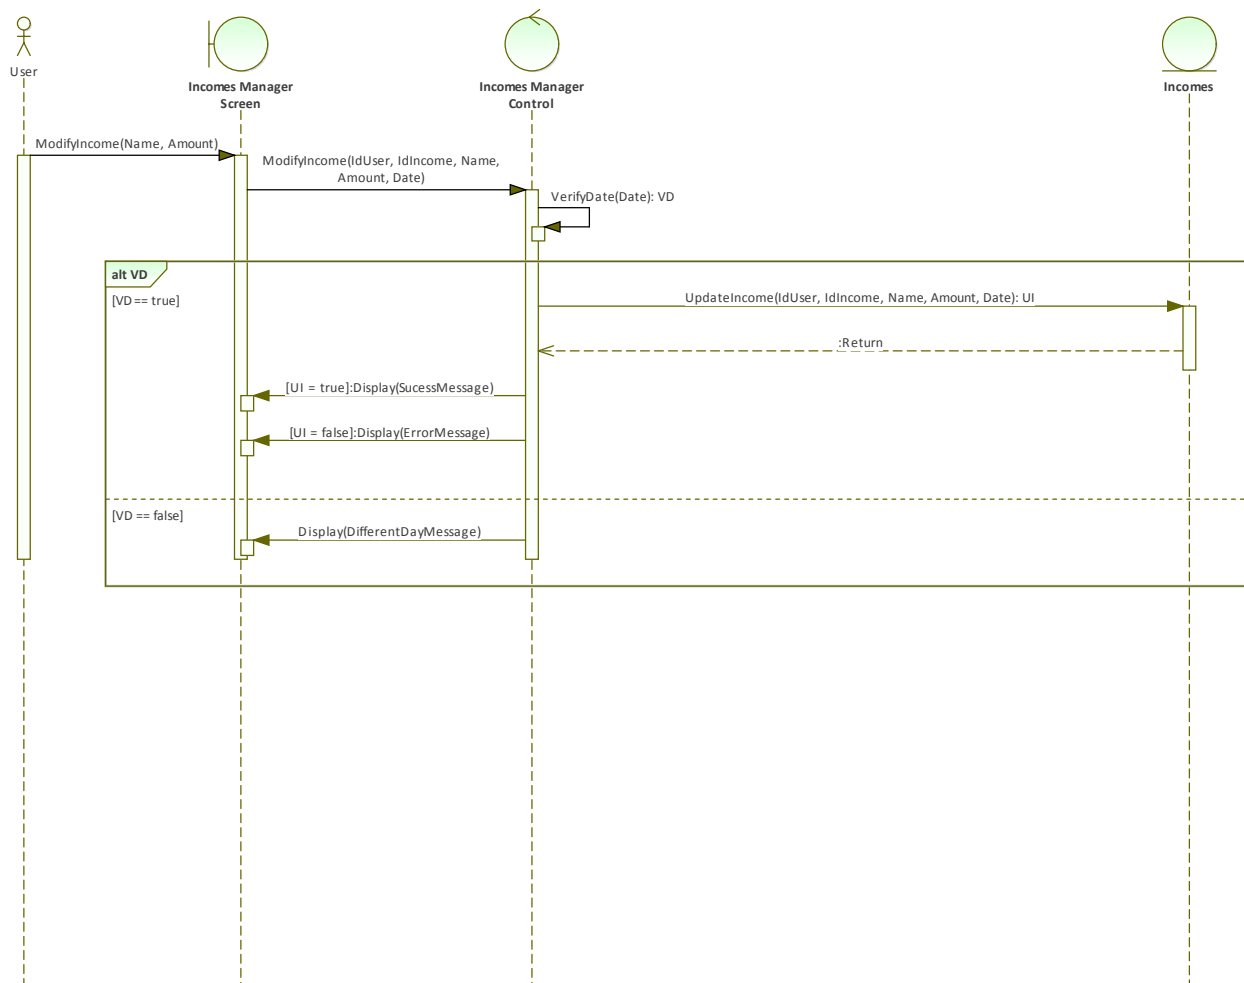 User
Incomes Manager
Screen
Incomes Manager
Control
Incomes
ModifyIncome(Name, Amount)
ModifyIncome(IdUser, IdIncome, Name,
Amount, Date)
VerifyDate(Date): VD
alt VD
[VD== true]
UpdateIncome(IdUser, IdIncome, Name, Amount, Date): UI
:Return
[UI = true]:Display(SucessMessage)
[UI = false]:Display(ErrorMessage)
[VD == false]
Display(DifferentDayMessage)